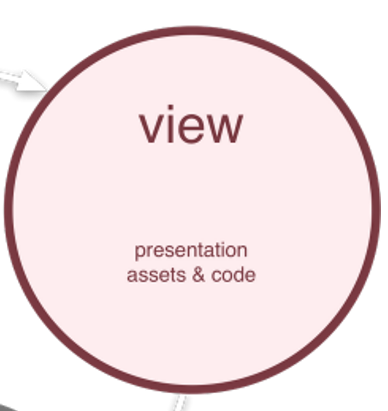 view
presentation
assets & code